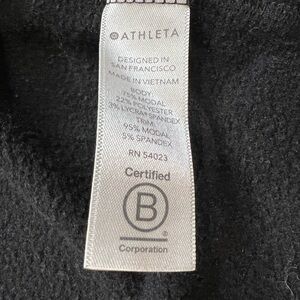 ATHLETA
DESIGNED IN
SAN FRANCISCO
MADE IN VIETNAM
BODY:
75% MODAL
22% POLYESTER
3% LYCRA® SPANDEX
TRIM:
95% MODAL
5% SPANDEX
RN 54023
Certified
B
Corporation